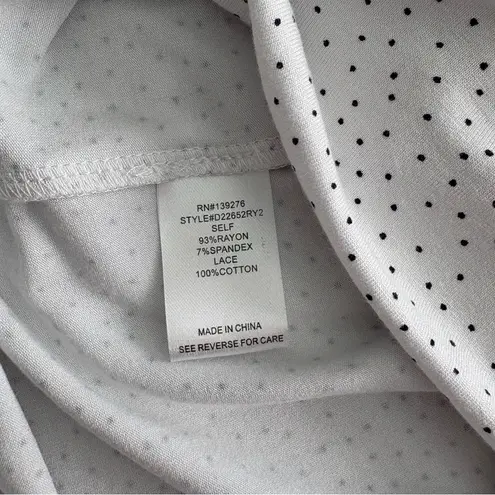 RN#139276
STYLE#D22652RY2
SELF
93%RAYON
7%SPANDEX
LACE
100%COTTON
MADE IN CHINA
SEE REVERSE FOR CARE